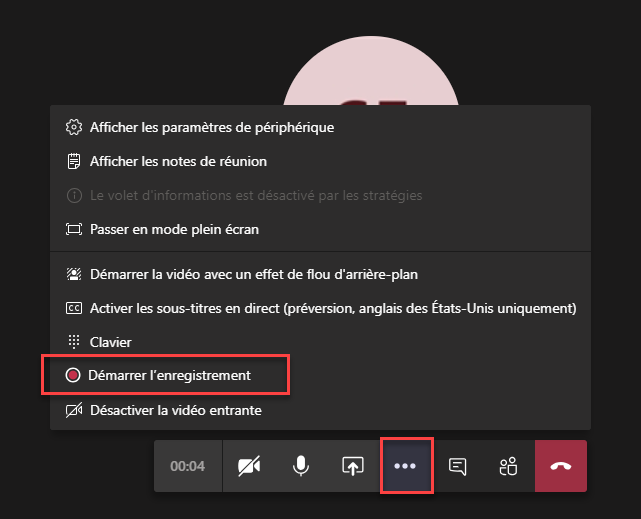 Afficher les paramètres de périphérique
Afficher les notes de réunion
Le volet d'informations est désactivé par les stratégies
Passer en mode plein écran
Démarrer la vidéo avec un effet de flou d'arrière-plan
Activer les sous-titres en direct (préversion, anglais des États-Unis uniquement)
Clavier
Démarrer l'enregistrement
Désactiver la vidéo entrante
00:04